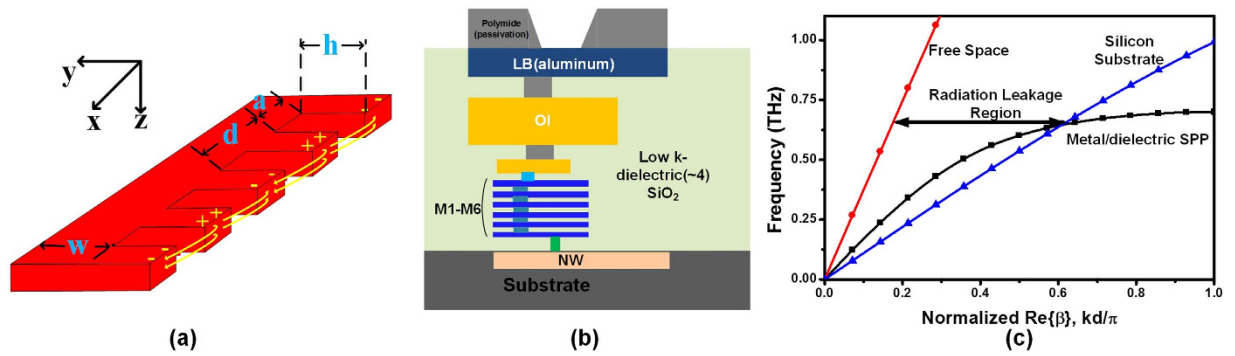 h
y
x
z
a
d
w
- + + - - + + - -
(a)
Polymide
(passivation)
LB(aluminum)
OI
Low k-
dielectric(~4)
SiO2
M1-M6
NW
Substrate
(b)
Frequency (THz)
1.00
0.75
0.50
0.25
0.00
Free Space
Silicon
Substrate
Radiation Leakage
Region
Metal/dielectric SPP
0.0 0.2 0.4 0.6 0.8 1.0
Normalized Re{β}, kd/π
(c)